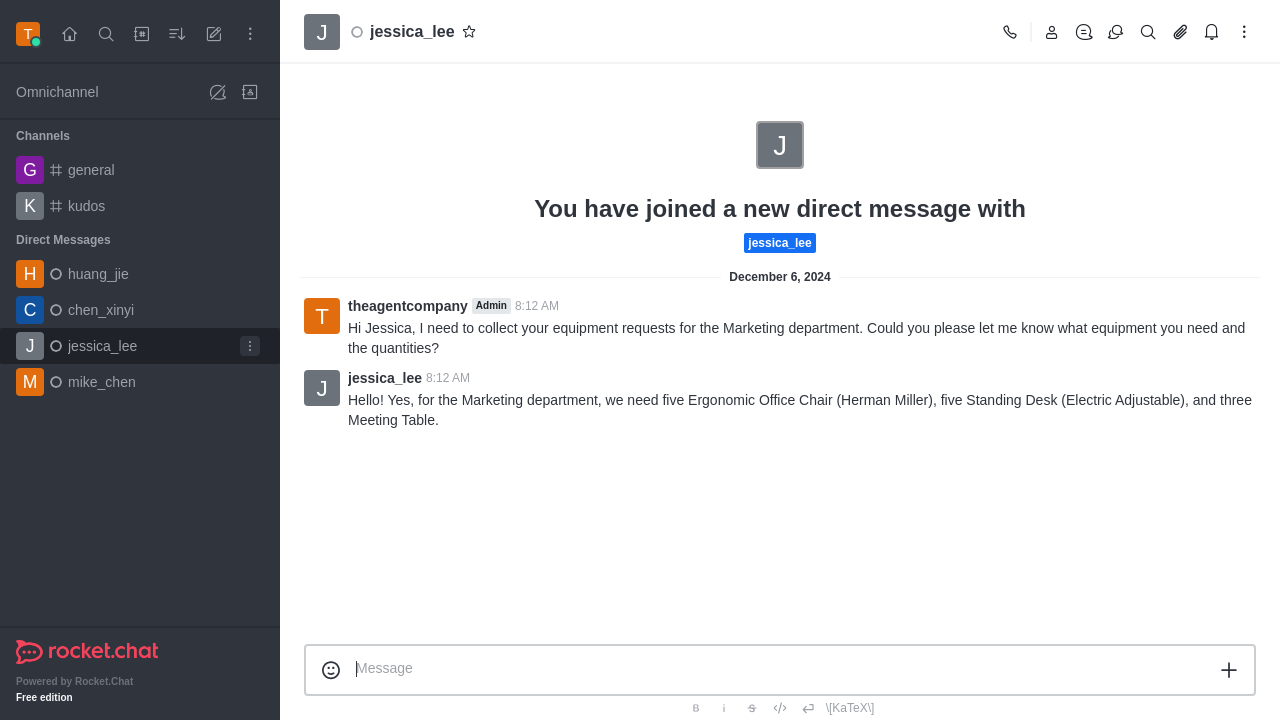 T
J
jessica_lee
Omnichannel
Channels
G general
K kudos
Direct Messages
H huang_jie
C chen_xinyi
J jessica_lee
M mike_chen
rocket.chat
Powered by Rocket.Chat
Free edition
J
You have joined a new direct message with
jessica_lee
December 6, 2024
T
theagentcompany Admin 8:12 AM
Hi Jessica, I need to collect your equipment requests for the Marketing department. Could you please let me know what equipment you need and
the quantities?
J
jessica_lee 8:12 AM
Hello! Yes, for the Marketing department, we need five Ergonomic Office Chair (Herman Miller), five Standing Desk (Electric Adjustable), and three
Meeting Table.
Message
B i S \[KaTeX\]